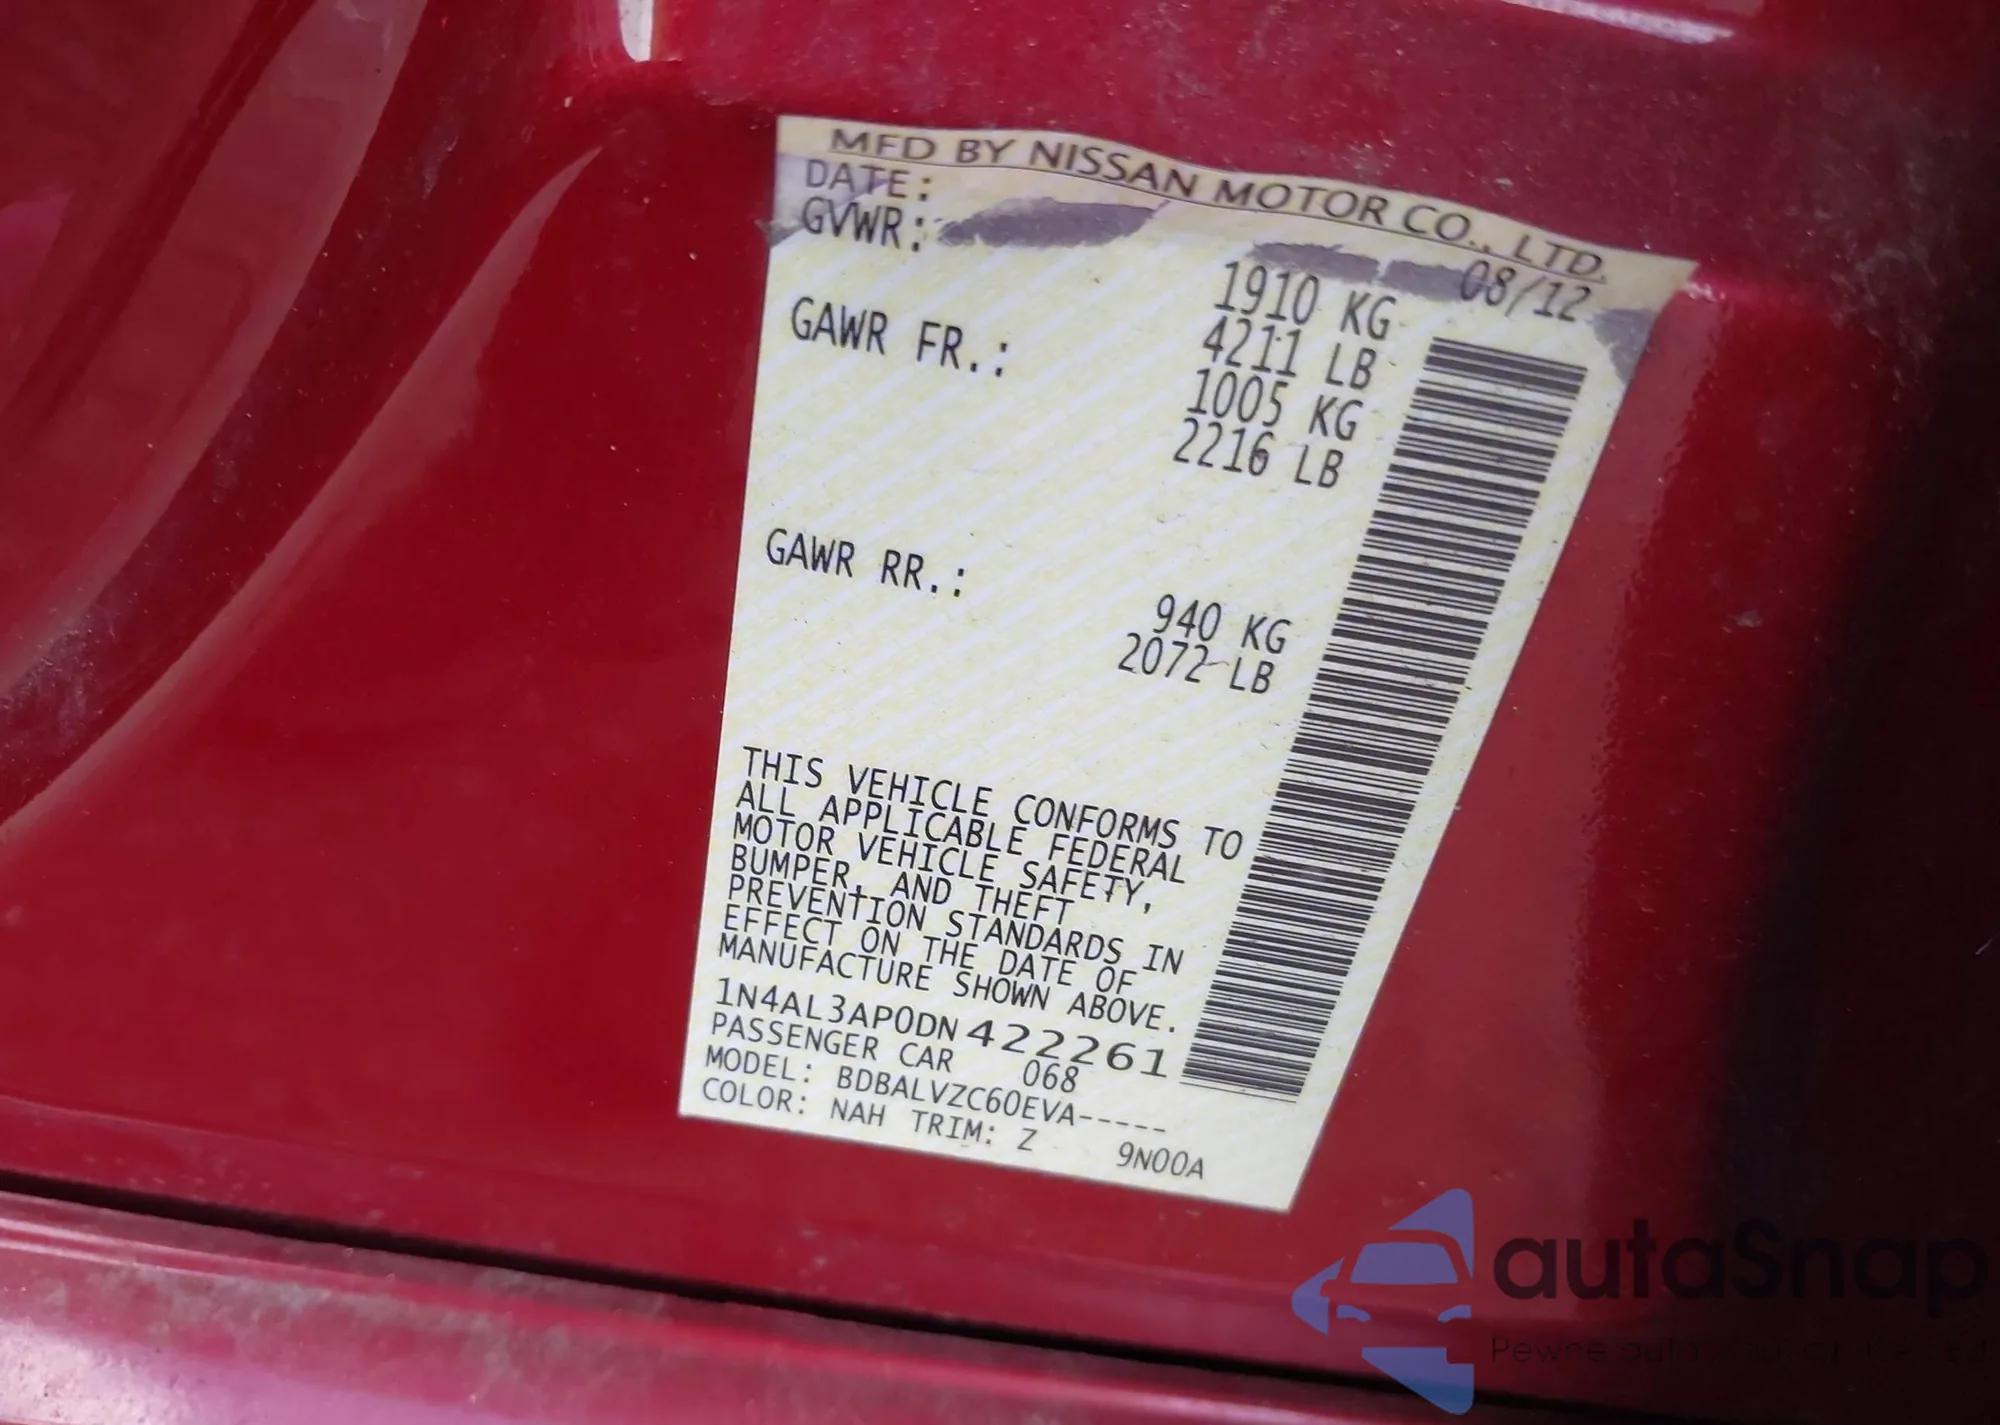 MFD BY NISSAN MOTOR CO., LTD.
DATE: 08/12
GVWR: 1910 KG
4211 LB
GAWR FR.: 1005 KG
2216 LB
GAWR RR.: 940 KG
2072 LB
THIS VEHICLE CONFORMS TO
ALL APPLICABLE FEDERAL
MOTOR VEHICLE SAFETY,
BUMPER, AND THEFT
PREVENTION STANDARDS IN
EFFECT ON THE DATE OF
MANUFACTURE SHOWN ABOVE.
1N4AL3AP0DN422261
PASSENGER CAR 068
MODEL: BDBALVZC60EVA-----
COLOR: NAH TRIM: Z 9N00A
autaSnap
Pewne auta